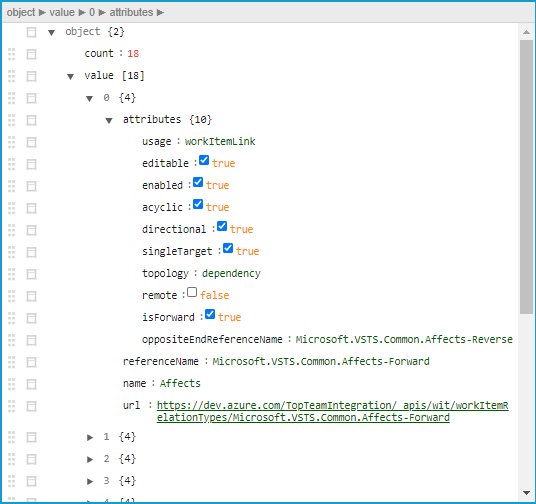 object ▶ value ▶ 0 ▶ attributes ▶
▼ object {2}
count : 18
▼ value [18]
▼ 0 {4}
▼ attributes {10}
usage : workItemLink
editable : true
enabled : true
acyclic : true
directional : true
singleTarget : true
topology : dependency
remote : false
isForward : true
oppositeEndReferenceName : Microsoft.VSTS.Common.Affects-Reverse
referenceName : Microsoft.VSTS.Common.Affects-Forward
name : Affects
url : https://dev.azure.com/TopTeamIntegration/_apis/wit/workItemR
elationTypes/Microsoft.VSTS.Common.Affects-Forward
▶ 1 {4}
▶ 2 {4}
▶ 3 {4}
▶ 4 {4}